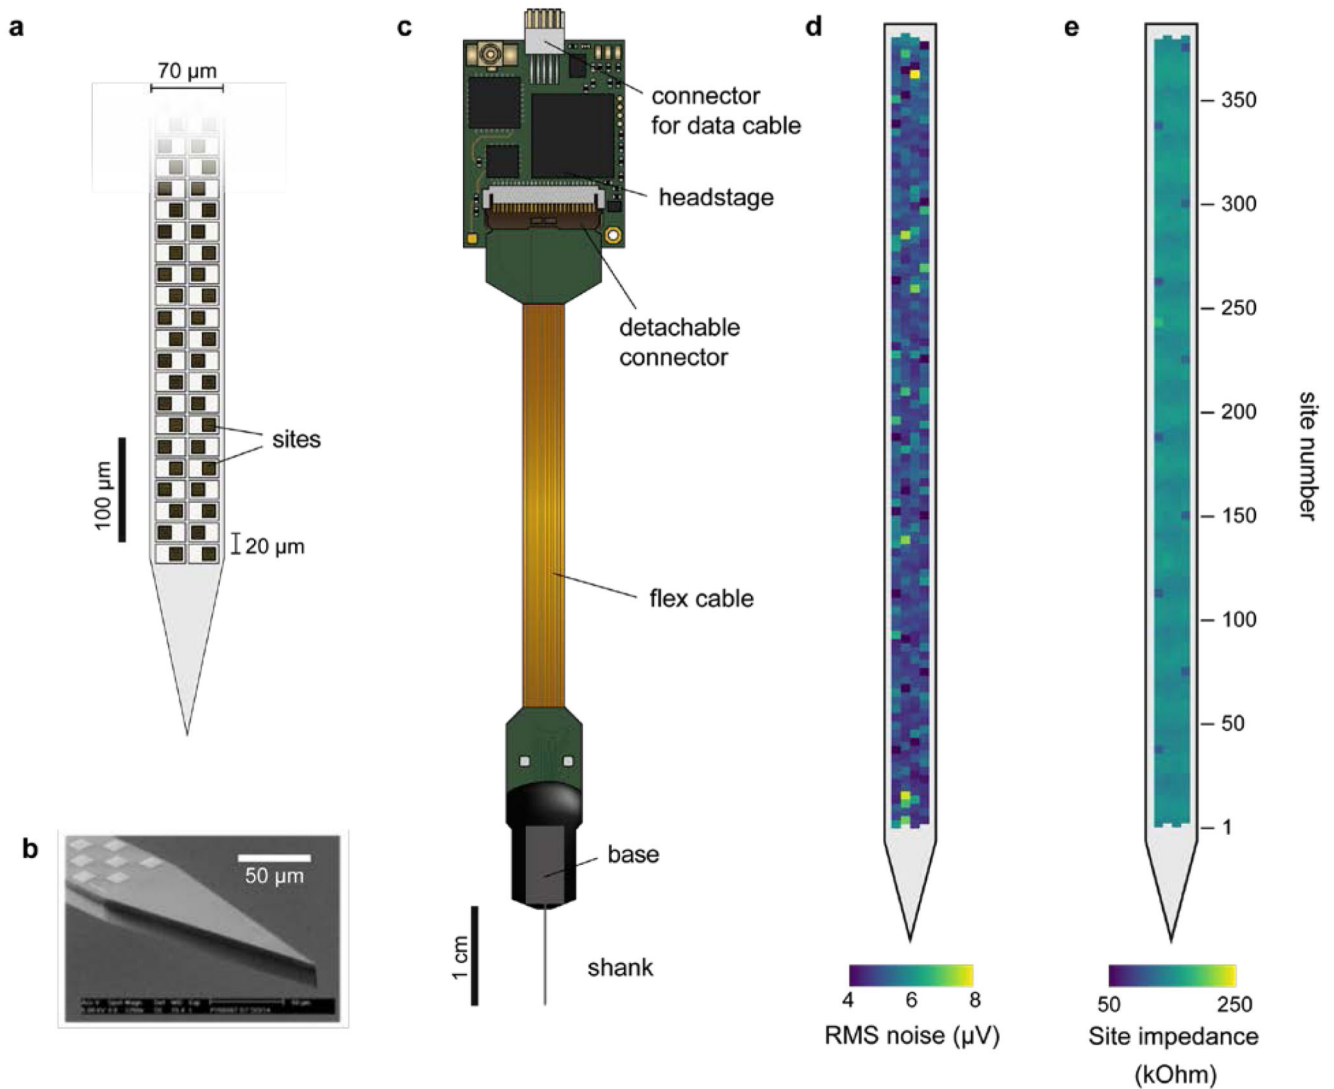 a
70 µm
sites
100 µm
20 µm
b
50 µm
c
connector
for data cable
headstage
detachable
connector
flex cable
base
1 cm
shank
d
4 6 8
RMS noise (µV)
e
350
300
250
200
150
100
50
1
site number
50 250
Site impedance
(kOhm)